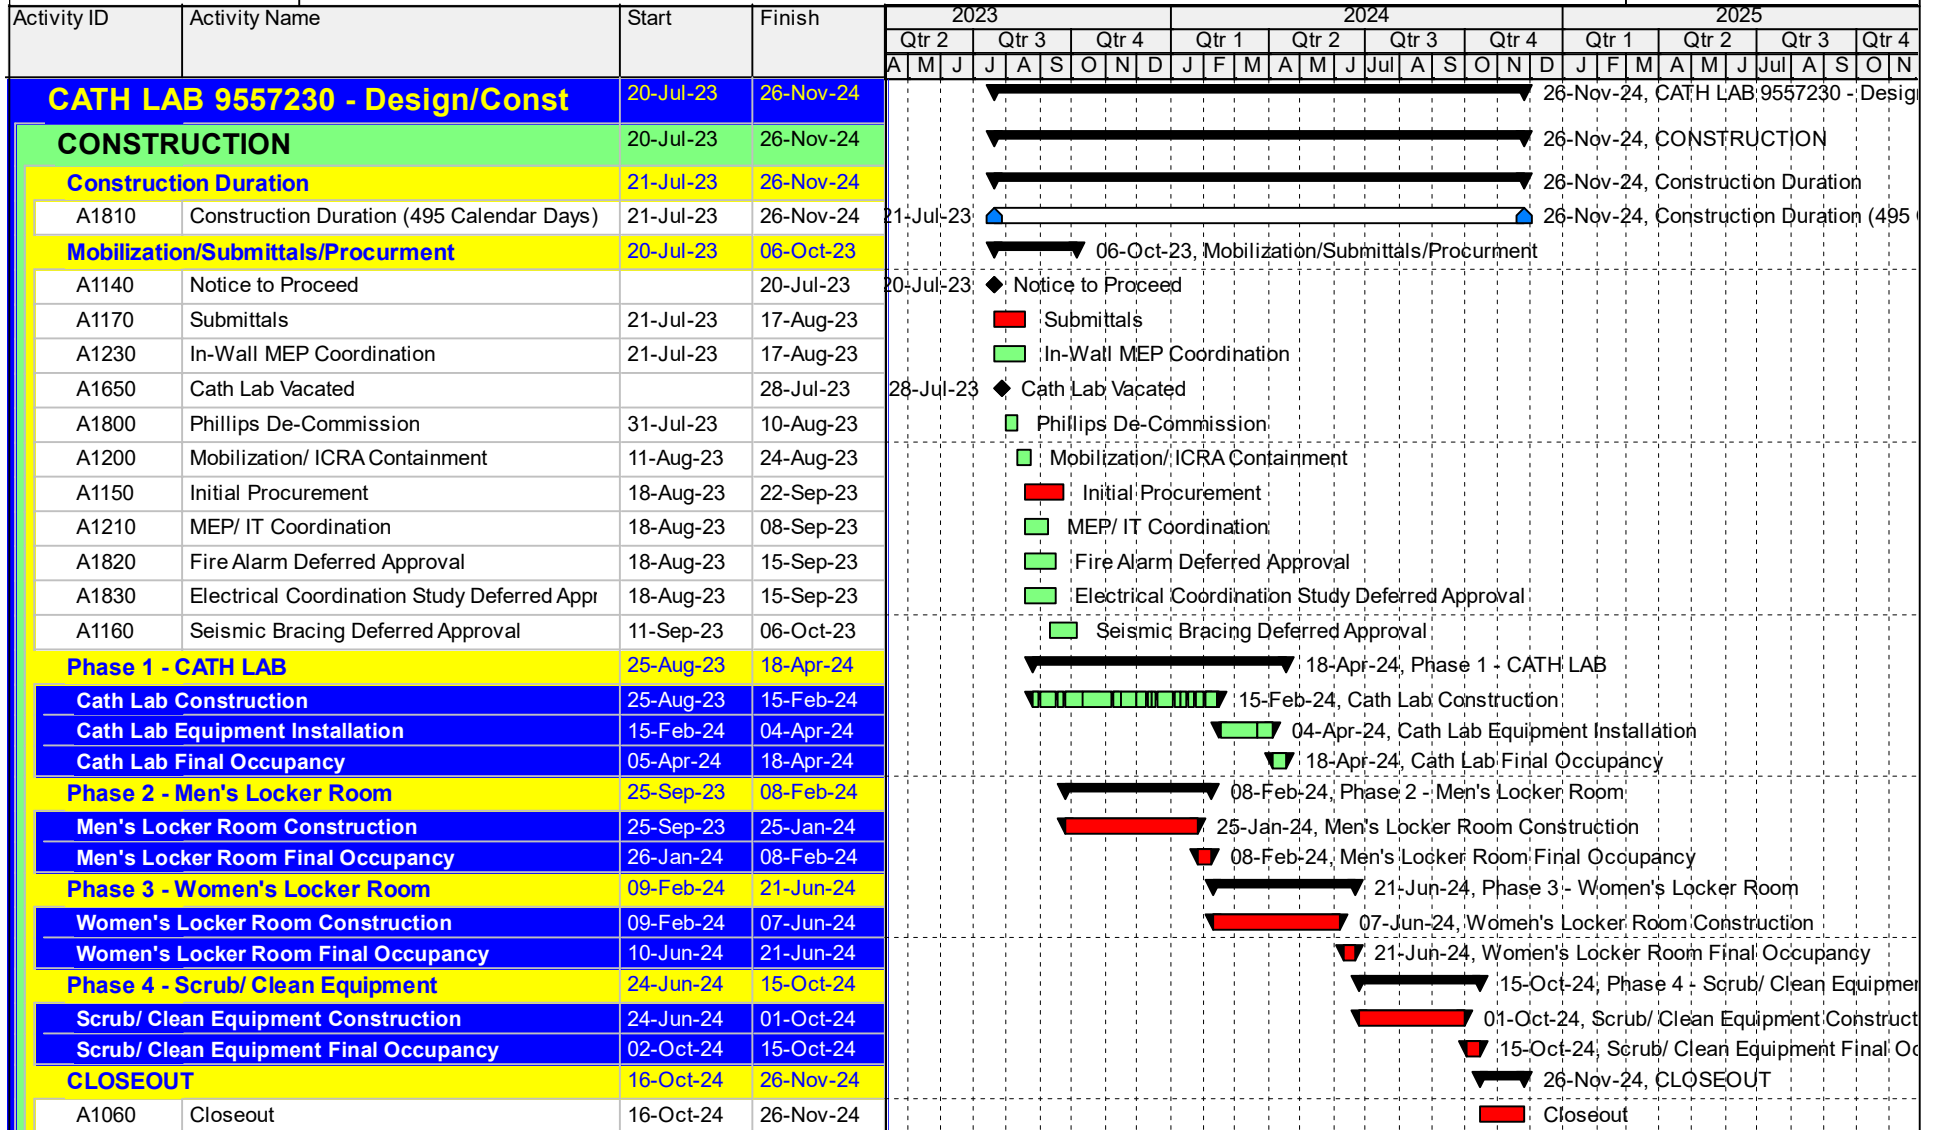 Activity ID Activity Name Start Finish 2023 2024 2025
Qtr 2 Qtr 3 Qtr 4 Qtr 1 Qtr 2 Qtr 3 Qtr 4 Qtr 1 Qtr 2 Qtr 3 Qtr 4
A M J J A S O N D J F M A M J Jul A S O N D J F M A M J Jul A S O N
CATH LAB 9557230 - Design/Const 20-Jul-23 26-Nov-24 26-Nov-24, CATH LAB 9557230 - Desig
CONSTRUCTION 20-Jul-23 26-Nov-24 26-Nov-24, CONSTRUCTION
Construction Duration 21-Jul-23 26-Nov-24 26-Nov-24, Construction Duration
A1810 Construction Duration (495 Calendar Days) 21-Jul-23 26-Nov-24 21-Jul-23 26-Nov-24, Construction Duration (495
Mobilization/Submittals/Procurment 20-Jul-23 06-Oct-23 06-Oct-23, Mobilization/Submittals/Procurment
A1140 Notice to Proceed 20-Jul-23 20-Jul-23 Notice to Proceed
A1170 Submittals 21-Jul-23 17-Aug-23 Submittals
A1230 In-Wall MEP Coordination 21-Jul-23 17-Aug-23 In-Wall MEP Coordination
A1650 Cath Lab Vacated 28-Jul-23 28-Jul-23 Cath Lab Vacated
A1800 Phillips De-Commission 31-Jul-23 10-Aug-23 Phillips De-Commission
A1200 Mobilization/ ICRA Containment 11-Aug-23 24-Aug-23 Mobilization/ ICRA Containment
A1150 Initial Procurement 18-Aug-23 22-Sep-23 Initial Procurement
A1210 MEP/ IT Coordination 18-Aug-23 08-Sep-23 MEP/ IT Coordination
A1820 Fire Alarm Deferred Approval 18-Aug-23 15-Sep-23 Fire Alarm Deferred Approval
A1830 Electrical Coordination Study Deferred Appr 18-Aug-23 15-Sep-23 Electrical Coordination Study Deferred Approval
A1160 Seismic Bracing Deferred Approval 11-Sep-23 06-Oct-23 Seismic Bracing Deferred Approval
Phase 1 - CATH LAB 25-Aug-23 18-Apr-24 18-Apr-24, Phase 1 - CATH LAB
Cath Lab Construction 25-Aug-23 15-Feb-24 15-Feb-24, Cath Lab Construction
Cath Lab Equipment Installation 15-Feb-24 04-Apr-24 04-Apr-24, Cath Lab Equipment Installation
Cath Lab Final Occupancy 05-Apr-24 18-Apr-24 18-Apr-24, Cath Lab Final Occupancy
Phase 2 - Men's Locker Room 25-Sep-23 08-Feb-24 08-Feb-24, Phase 2 - Men's Locker Room
Men's Locker Room Construction 25-Sep-23 25-Jan-24 25-Jan-24, Men's Locker Room Construction
Men's Locker Room Final Occupancy 26-Jan-24 08-Feb-24 08-Feb-24, Men's Locker Room Final Occupancy
Phase 3 - Women's Locker Room 09-Feb-24 21-Jun-24 21-Jun-24, Phase 3 - Women's Locker Room
Women's Locker Room Construction 09-Feb-24 07-Jun-24 07-Jun-24, Women's Locker Room Construction
Women's Locker Room Final Occupancy 10-Jun-24 21-Jun-24 21-Jun-24, Women's Locker Room Final Occupancy
Phase 4 - Scrub/ Clean Equipment 24-Jun-24 15-Oct-24 15-Oct-24, Phase 4 - Scrub/ Clean Equipmer
Scrub/ Clean Equipment Construction 24-Jun-24 01-Oct-24 01-Oct-24, Scrub/ Clean Equipment Construct
Scrub/ Clean Equipment Final Occupancy 02-Oct-24 15-Oct-24 15-Oct-24, Scrub/ Clean Equipment Final Oc
CLOSEOUT 16-Oct-24 26-Nov-24 26-Nov-24, CLOSEOUT
A1060 Closeout 16-Oct-24 26-Nov-24 Closeout